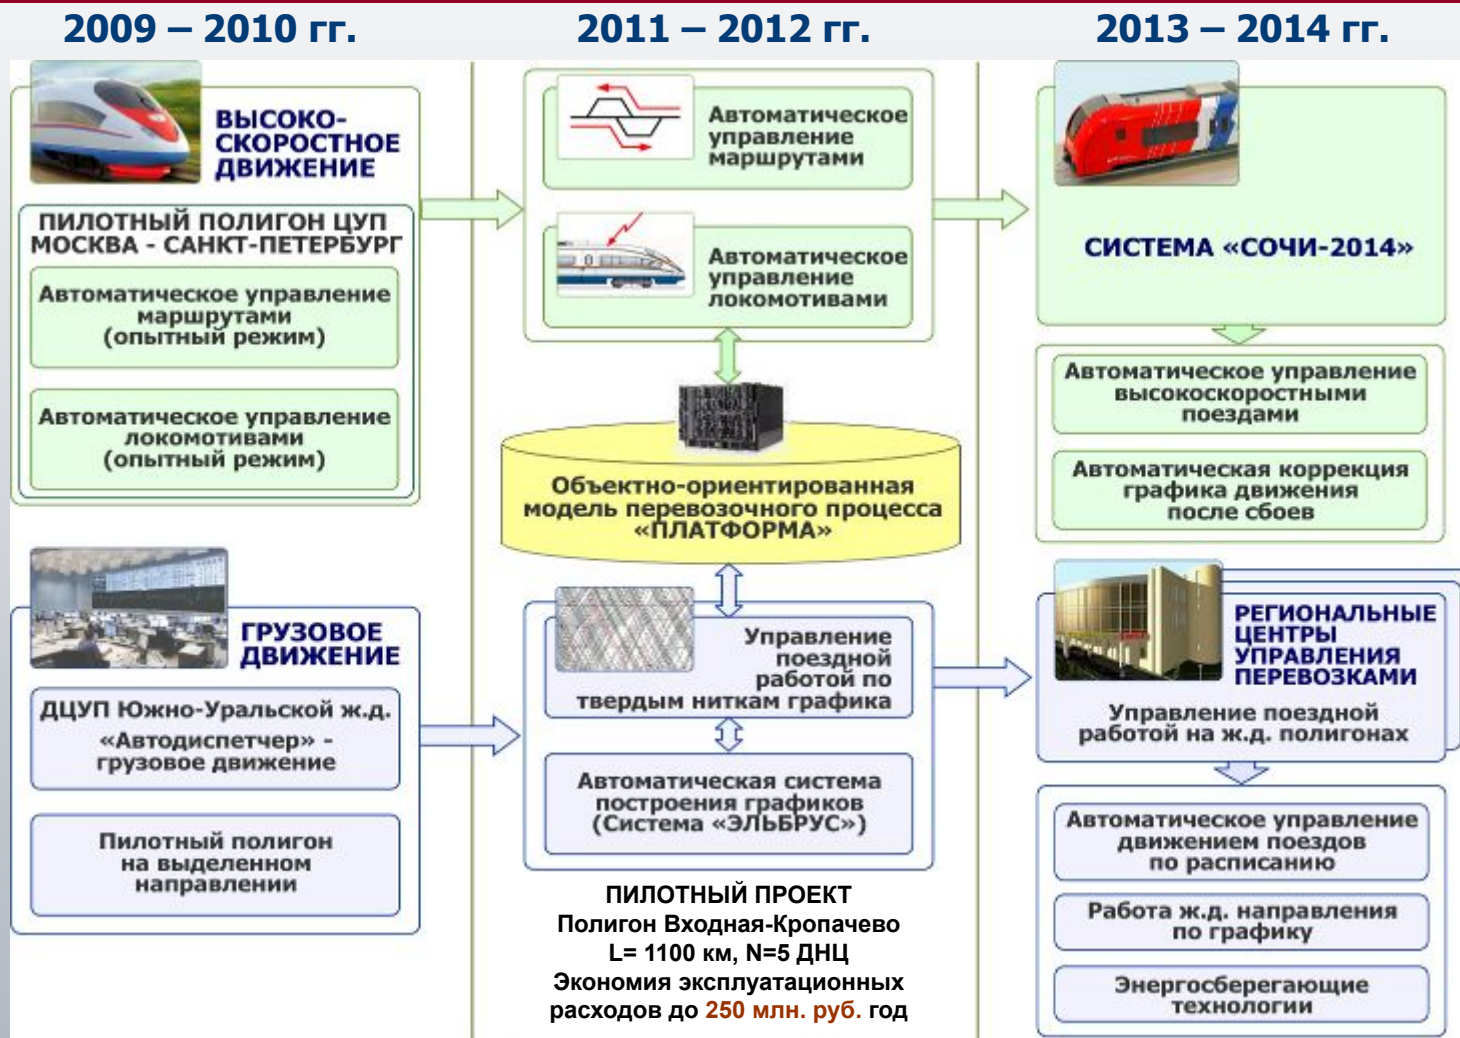 2009 – 2010 гг.
2011 – 2012 гг.
2013 – 2014 гг.
ВЫСОКО-
СКОРОСТНОЕ
ДВИЖЕНИЕ
ПИЛОТНЫЙ ПОЛИГОН ЦУП
МОСКВА - САНКТ-ПЕТЕРБУРГ
Автоматическое управление
маршрутами
(опытный режим)
Автоматическое управление
локомотивами
(опытный режим)
ГРУЗОВОЕ
ДВИЖЕНИЕ
ДЦУП Южно-Уральской ж.д.
«Автодиспетчер» -
грузовое движение
Пилотный полигон
на выделенном
направлении
Автоматическое
управление
маршрутами
Автоматическое
управление
локомотивами
Объектно-ориентированная
модель перевозочного процесса
«ПЛАТФОРМА»
Управление
поездной
работой по
твердым ниткам графика
Автоматическая система
построения графиков
(Система «ЭЛЬБРУС»)
ПИЛОТНЫЙ ПРОЕКТ
Полигон Входная-Кропачево
L= 1100 км, N=5 ДНЦ
Экономия эксплуатационных
расходов до 250 млн. руб. год
СИСТЕМА «СОЧИ-2014»
Автоматическое управление
высокоскоростными
поездами
Автоматическая коррекция
графика движения
после сбоев
РЕГИОНАЛЬНЫЕ
ЦЕНТРЫ
УПРАВЛЕНИЯ
ПЕРЕВОЗКАМИ
Управление поездной
работой на ж.д. полигонах
Автоматическое управление
движением поездов
по расписанию
Работа ж.д. направления
по графику
Энергосберегающие
технологии